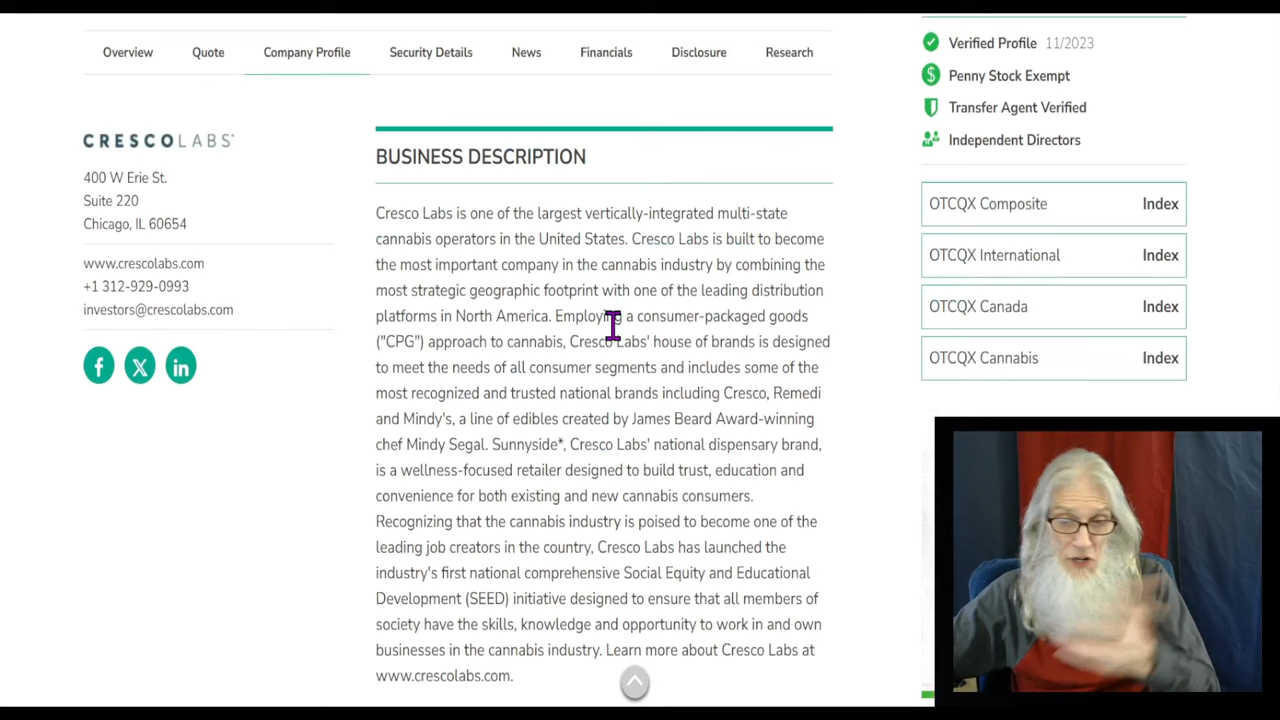 Overview Quote Company Profile Security Details News Financials Disclosure Research
CRESCOLABS
400 W Erie St.
Suite 220
Chicago, IL 60654
www.crescolabs.com
+1 312-929-0993
investors@crescolabs.com
BUSINESS DESCRIPTION
Cresco Labs is one of the largest vertically-integrated multi-state
cannabis operators in the United States. Cresco Labs is built to become
the most important company in the cannabis industry by combining the
most strategic geographic footprint with one of the leading distribution
platforms in North America. Employing a consumer-packaged goods
("CPG") approach to cannabis, Cresco Labs' house of brands is designed
to meet the needs of all consumer segments and includes some of the
most recognized and trusted national brands including Cresco, Remedi
and Mindy's, a line of edibles created by James Beard Award-winning
chef Mindy Segal. Sunnyside*, Cresco Labs' national dispensary brand,
is a wellness-focused retailer designed to build trust, education and
convenience for both existing and new cannabis consumers.
Recognizing that the cannabis industry is poised to become one of the
leading job creators in the country, Cresco Labs has launched the
industry's first national comprehensive Social Equity and Educational
Development (SEED) initiative designed to ensure that all members of
society have the skills, knowledge and opportunity to work in and own
businesses in the cannabis industry. Learn more about Cresco Labs at
www.crescolabs.com.
Verified Profile 11/2023
Penny Stock Exempt
Transfer Agent Verified
Independent Directors
OTCQX Composite Index
OTCQX International Index
OTCQX Canada Index
OTCQX Cannabis Index